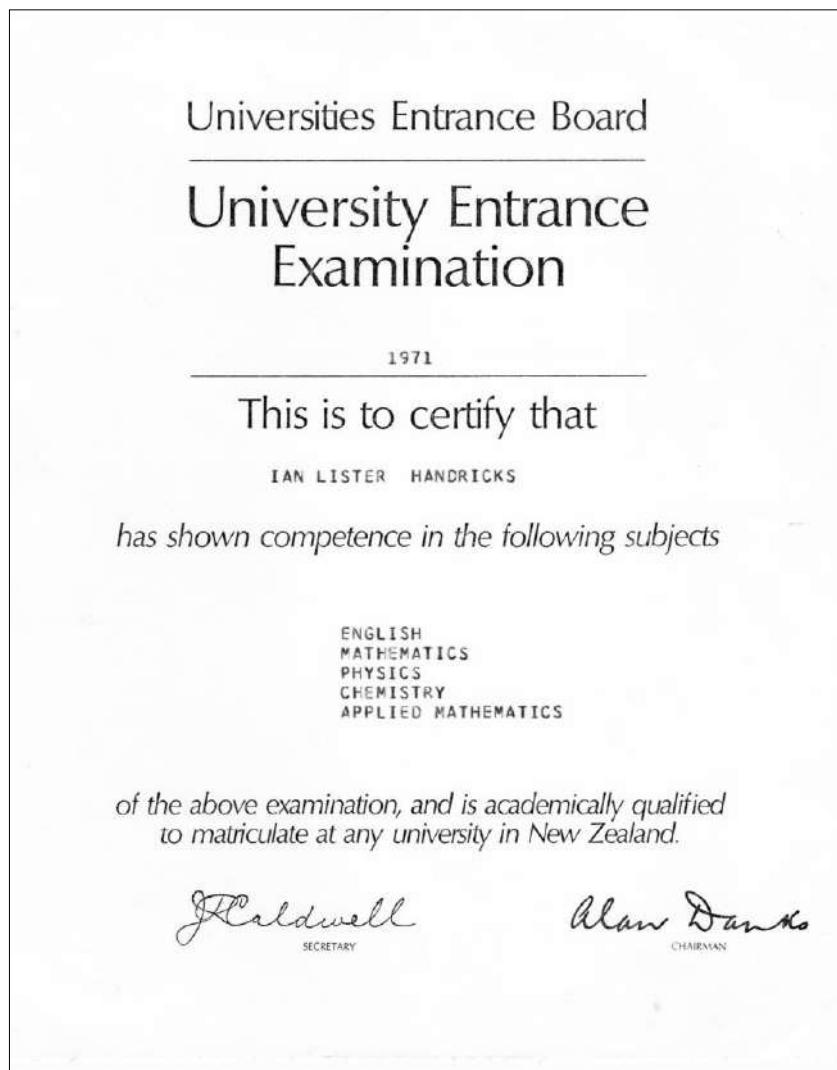 Universities Entrance Board
University Entrance
Examination
1971
This is to certify that
IAN LISTER HANDRICKS
has shown competence in the following subjects
ENGLISH
MATHEMATICS
PHYSICS
CHEMISTRY
APPLIED MATHEMATICS
of the above examination, and is academically qualified
to matriculate at any university in New Zealand.
JFCaldwell Alan Danks
SECRETARY CHAIRMAN